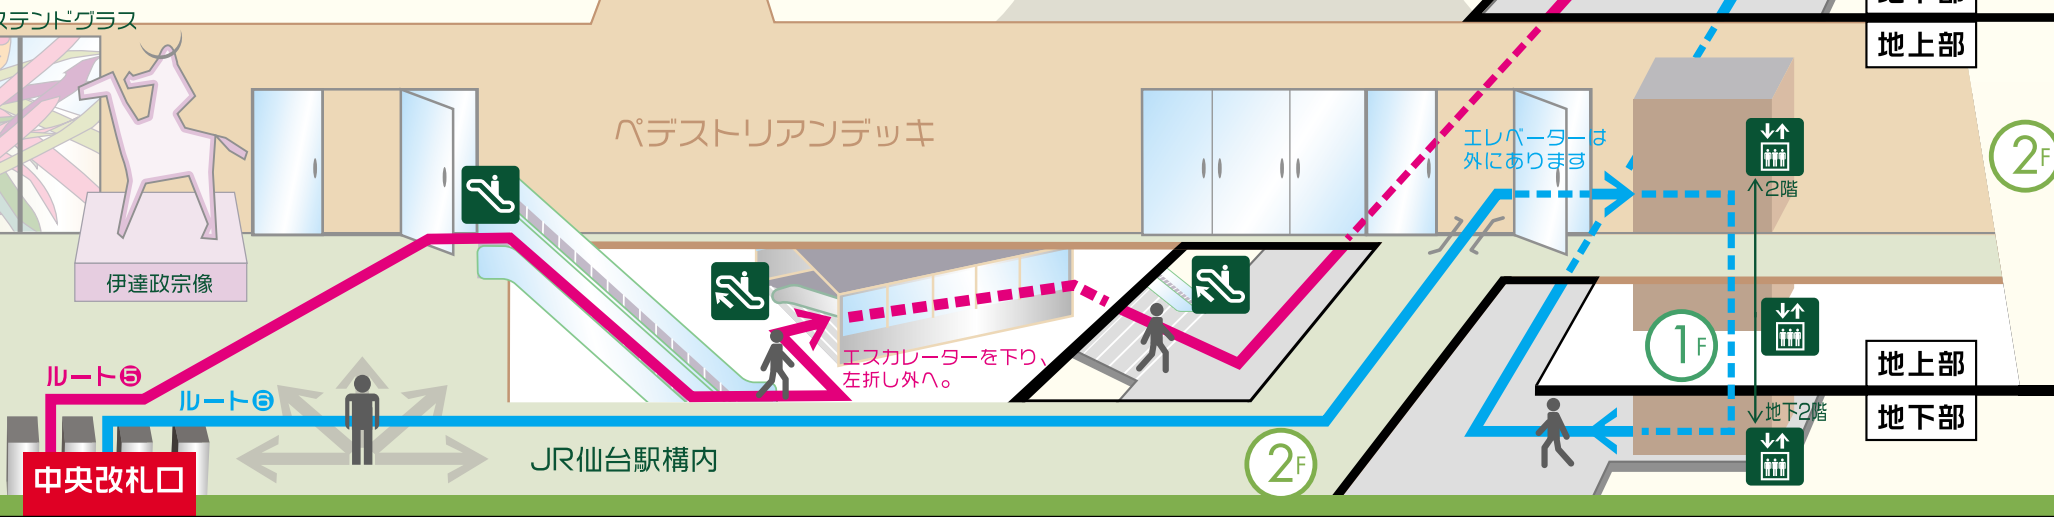 ステンドグラス
地下部
地上部
ペデストリアンデッキ
エレベーターは
外にあります
2階
2F
伊達政宗像
エスカレーターを下り、
左折し外へ。
1F
地上部
地下部
地下2階
ルート⑤
ルート⑥
JR仙台駅構内
2F
中央改札口